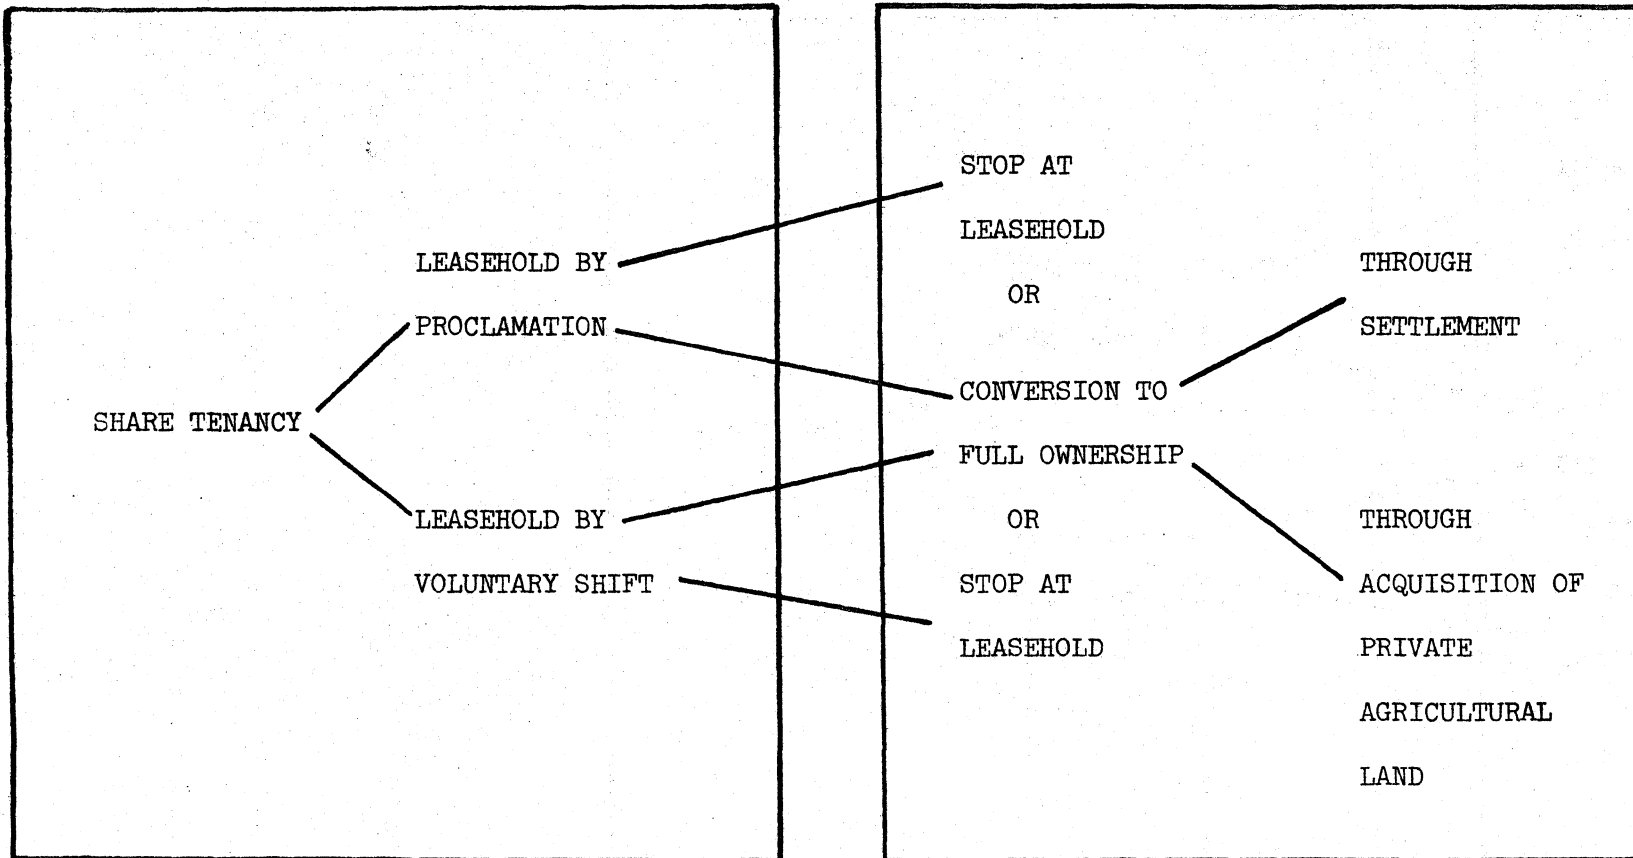 SHARE TENANCY
LEASEHOLD BY
PROCLAMATION
LEASEHOLD BY
VOLUNTARY SHIFT
STOP AT
LEASEHOLD
OR
CONVERSION TO
FULL OWNERSHIP
OR
STOP AT
LEASEHOLD
THROUGH
SETTLEMENT
THROUGH
ACQUISITION OF
PRIVATE
AGRICULTURAL
LAND